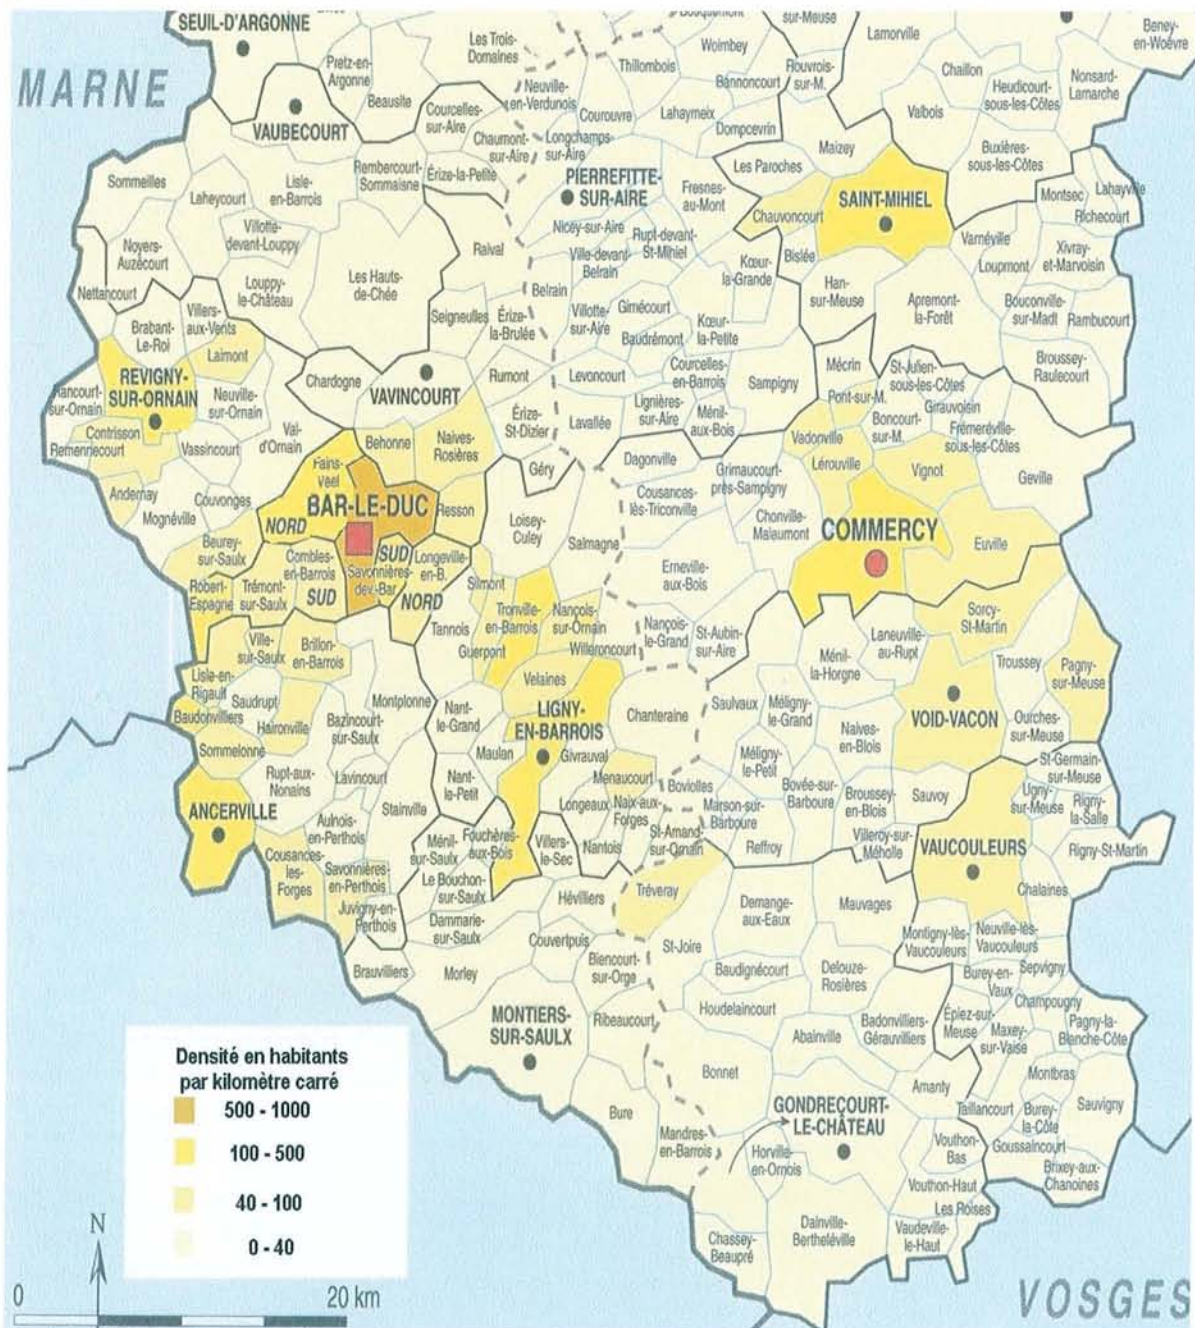 SEUIL-D'ARGONNE
MARNE
Pretz-en-
Argonne
Beausite
VAUBECOURT
Les Trois-
Domaines
Neuville-
en-Verdunois
Courcelles-
sur-Aire
Chaumont-
sur-Aire
Longchamps-
sur-Aire
Courouvre
Thillombois
Woimbey
Bannoncourt
Lahaymeix
Dompcevrin
sur-Meuse
Rouvrois-
sur-M.
Lamorville
Chaillon
Valbois
Heudicourt-
sous-les-Côtes
Nonsard-
Lamarche
Beney-
en-Woëvre
Buxières-
sous-les-Côtes
Maizey
Les Paroches
Sommeilles
Laheycourt
Lisle-
en-Barrois
Rembercourt-
Sommaisne
Érize-la-Petite
PIERREFITTE-
SUR-AIRE
Fresnes-
au-Mont
Chauvoncourt
SAINT-MIHIEL
Montsec
Lahayville
Richecourt
Noyers-
Auzécourt
Villotte-
devant-Louppy
Nettancourt
Louppy-
le-Château
Les Hauts-
de-Chée
Raival
Nicey-sur-Aire
Ville-devant-
Belrain
Rupt-devant-
St-Mihiel
Kœur-
la-Grande
Bislée
Varnéville
Loupmont
Xivray-
et-Marvoisin
Belrain
Villotte-
sur-Aire
Gimécourt
Baudrémont
Kœur-
la-Petite
Han-
sur-Meuse
Apremont-
la-Forêt
Bouconville-
sur-Madt
Rambucourt
Brabant-
Le-Roi
Villers-
aux-Vents
Laimont
Seigneulles
Érize-
la-Brulée
REVIGNY-
SUR-ORNAIN
Rancourt-
sur-Ornain
Contrisson
Remennecourt
Neuville-
sur-Ornain
Vassincourt
Val-
d'Ornain
Chardogne
VAVINCOURT
Rumont
Levoncourt
Courcelles-
en-Barrois
Sampigny
Mécrin
St-Julien-
sous-les-Côtes
Broussey-
Raulecourt
Pont-sur-M.
Boncourt-
sur-M.
Girauvoisin
Frémeréville-
sous-les-Côtes
Érize-
St-Dizier
Lavallée
Lignières-
sur-Aire
Ménil-
aux-Bois
Vadonville
Lérouville
Vignot
Geville
Behonne
Naives-
Rosières
Fains-
Véel
BAR-LE-DUC
NORD
SUD
Resson
Géry
Dagonville
Grimaucourt-
près-Sampigny
Cousances-
lès-Triconville
Chonville-
Malaumont
COMMERCY
Euville
Andernay
Mognéville
Couvonges
Beurey-
sur-Saulx
Robert-
Espagne
Trémont-
sur-Saulx
Combles-
en-Barrois
SUD
Savonnières-
dev.-Bar
Longeville-
en-B.
NORD
Loisey-
Culey
Salmagne
Erneville-
aux-Bois
Silmont
Tannois
Guerpont
Tronville-
en-Barrois
Nançois-
sur-Ornain
Willeroncourt
Nançois-
le-Grand
St-Aubin-
sur-Aire
Sorcy-
St-Martin
Ville-
sur-Saulx
Brillon-
en-Barrois
Lisle-en-
Rigault
Saudrupt
Baudonvilliers
Haironville
Sommelonne
Bazincourt-
sur-Saulx
Montplonne
Nant-
le-Grand
Velaines
LIGNY-
EN-BARROIS
Chanteraine
Saulvaux
Méligny-
le-Grand
Ménil-
la-Horgne
Laneuville-
au-Rupt
VOID-VACON
Troussey
Pagny-
sur-Meuse
Ourches-
sur-Meuse
Naives-
en-Blois
Maulan
Givrauval
Menaucourt
Méligny-
le-Petit
St-Germain-
sur-Meuse
Ugny-
sur-Meuse
Rigny-
la-Salle
Rigny-St-Martin
ANCERVILLE
Rupt-aux-
Nonains
Lavincourt
Stainville
Nant-
le-Petit
Longeaux
Naix-aux-
Forges
Boviolles
Marson-sur-
Barboure
Bovée-sur-
Barboure
Broussey-
en-Blois
Sauvoy
Villeroy-sur-
Méholle
VAUCOULEURS
Aulnois-
en-Perthois
Cousances-
les-
Forges
Savonnières-
en-Perthois
Juvigny-en-
Perthois
Ménil-
sur-Saulx
Fouchères-
aux-Bois
Villers-
le-Sec
Nantois
St-Amand-
sur-Ornain
Reffroy
Le Bouchon-
sur-Saulx
Dammarie-
sur-Saulx
Hévilliers
Tréveray
Demange-
aux-Eaux
Mauvages
Chalaines
Montigny-lès-
Vaucouleurs
Neuville-lès-
Vaucouleurs
Brauvilliers
Morley
Couvertpuis
Biencourt-
sur-Orge
St-Joire
Baudignécourt
Delouze-
Rosières
Burey-en-
Vaux
Sepvigny
Champougny
MONTIERS-
SUR-SAULX
Ribeaucourt
Houdelaincourt
Abainville
Badonvilliers-
Gérauvilliers
Épiez-sur-
Meuse
Maxey-
sur-Vaise
Pagny-la-
Blanche-Côte
Bonnet
Amanty
Montbras
Taillancourt
Burey-
la-Côte
Sauvigny
Goussaincourt
Bure
Mandres-
en-Barrois
GONDRECOURT-
LE-CHÂTEAU
Horville-
en-Ornois
Vouthon-
Bas
Vouthon-Haut
Brixey-aux-
Chanoines
Les Roises
Vaudeville-
le-Haut
Dainville-
Bertheléville
Chassey-
Beaupré
VOSGES
Densité en habitants
par kilomètre carré
500 - 1000
100 - 500
40 - 100
0 - 40
N
0 20 km